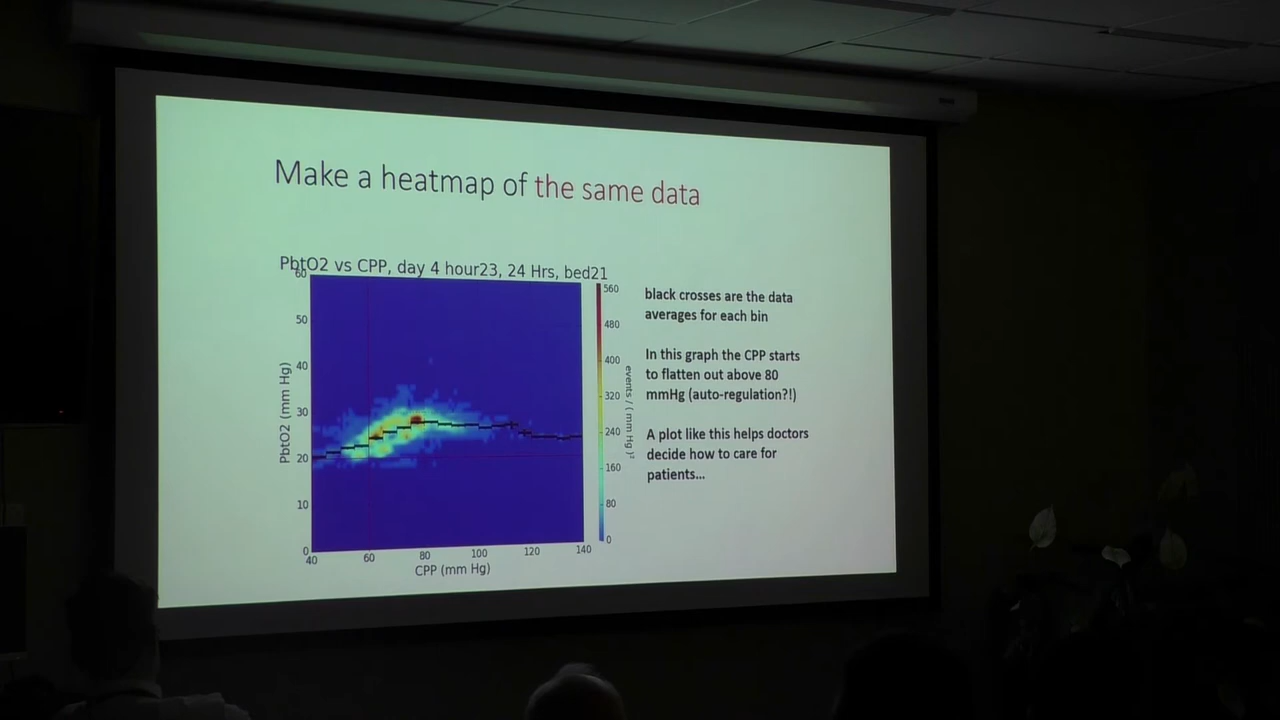 Make a heatmap of the same data
PbtO2 vs CPP, day 4 hour23, 24 Hrs, bed21
60
50
40
30
20
10
0
PbtO2 (mm Hg)
40
60
80
100
120
140
CPP (mm Hg)
560
480
400
320
240
160
80
0
events / ( mm Hg )²
black crosses are the data
averages for each bin
In this graph the CPP starts
to flatten out above 80
mmHg (auto-regulation?!)
A plot like this helps doctors
decide how to care for
patients...